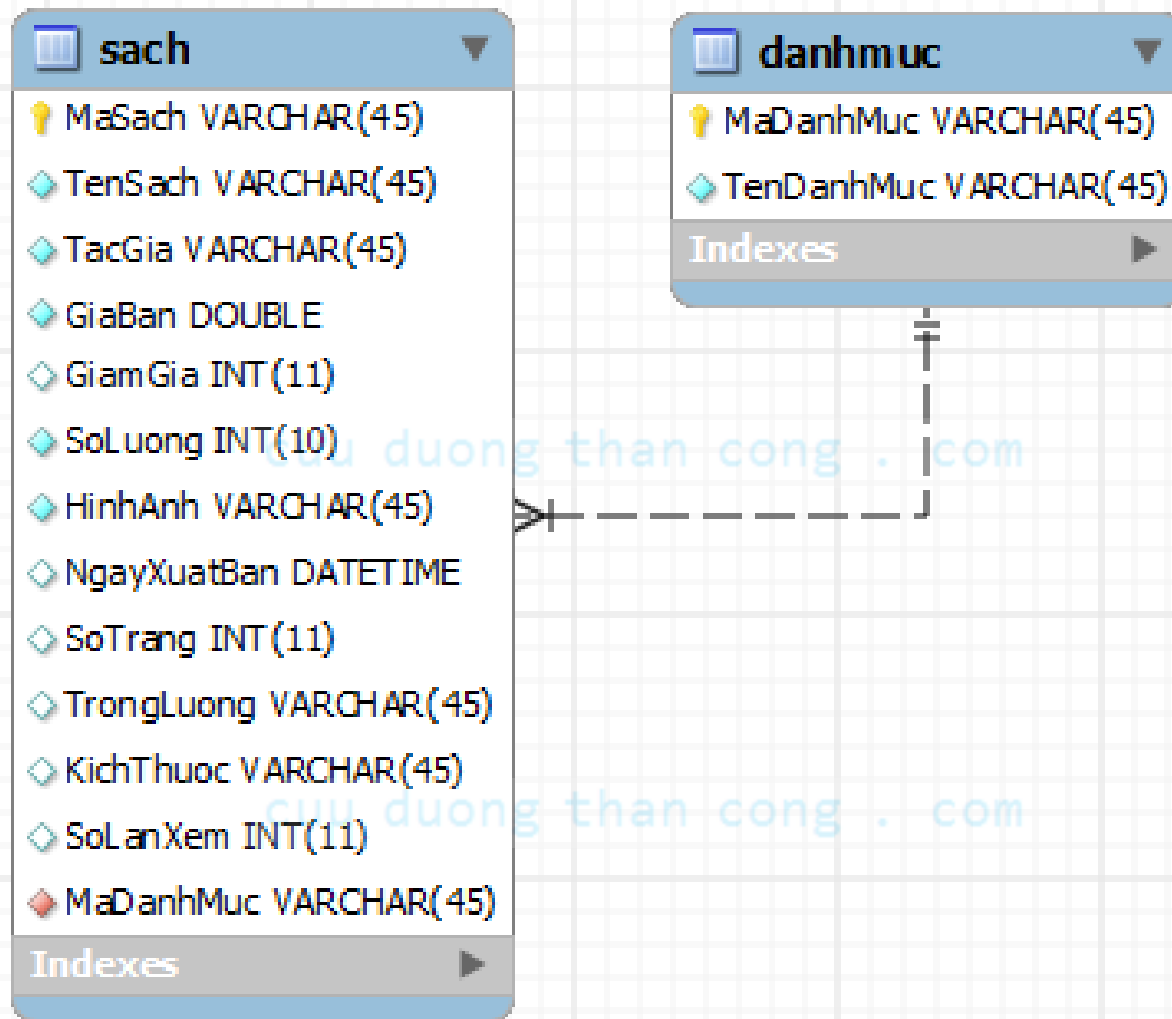 sach
MaSach VARCHAR(45)
TenSach VARCHAR(45)
TacGia VARCHAR(45)
GiaBan DOUBLE
GiamGia INT(11)
SoLuong INT(10)
HinhAnh VARCHAR(45)
NgayXuatBan DATETIME
SoTrang INT(11)
TrongLuong VARCHAR(45)
KichThuoc VARCHAR(45)
SoLanXem INT(11)
MaDanhMuc VARCHAR(45)
Indexes
danhmuc
MaDanhMuc VARCHAR(45)
TenDanhMuc VARCHAR(45)
Indexes
cuu duong than cong . com
cuu duong than cong . com